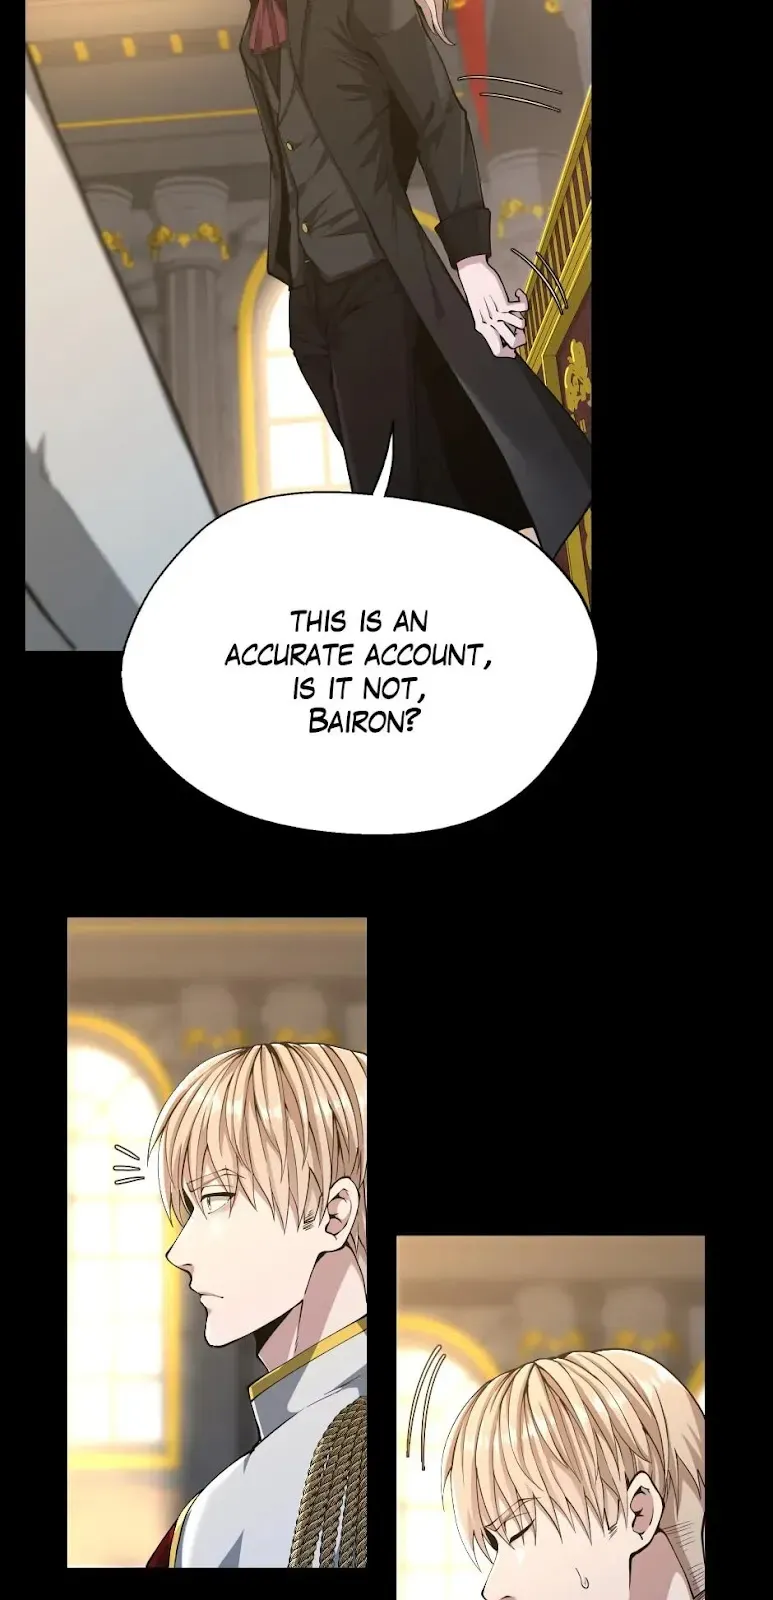 THIS IS AN
ACCURATE ACCOUNT,
IS IT NOT,
BAIRON?